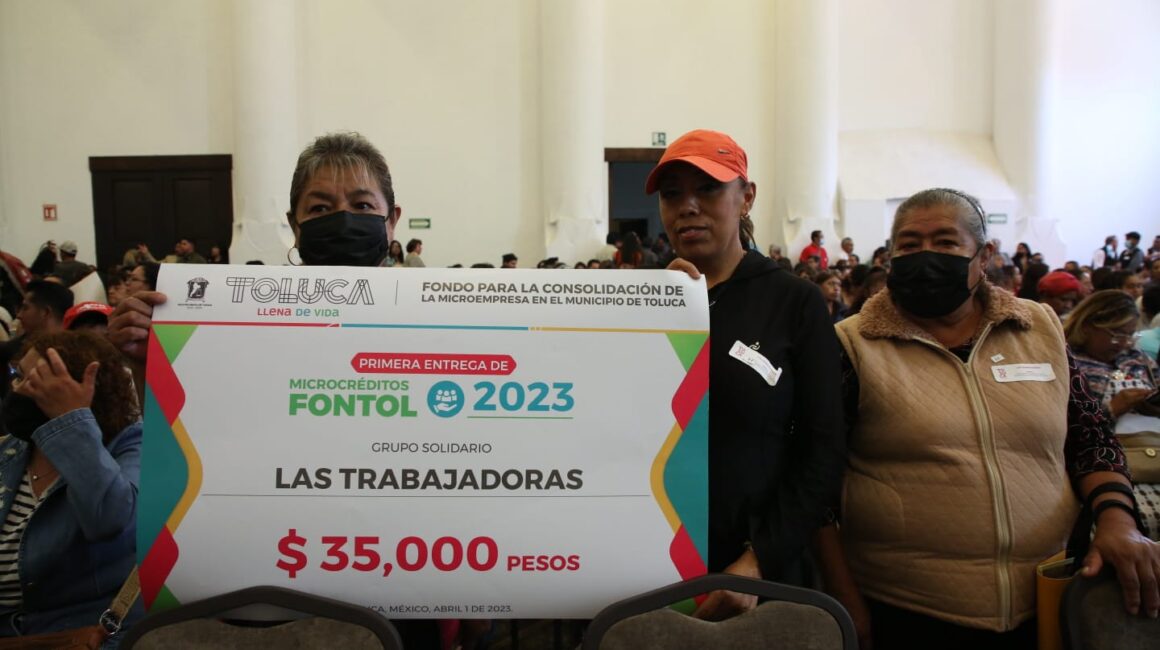 TOLUCA
LLENA DE VIDA
FONDO PARA LA CONSOLIDACIÓN DE
LA MICROEMPRESA EN EL MUNICIPIO DE TOLUCA
PRIMERA ENTREGA DE
MICROCRÉDITOS
FONTOL
2023
GRUPO SOLIDARIO
LAS TRABAJADORAS
$ 35,000 PESOS
MÉXICO, ABRIL 1 DE 2023.